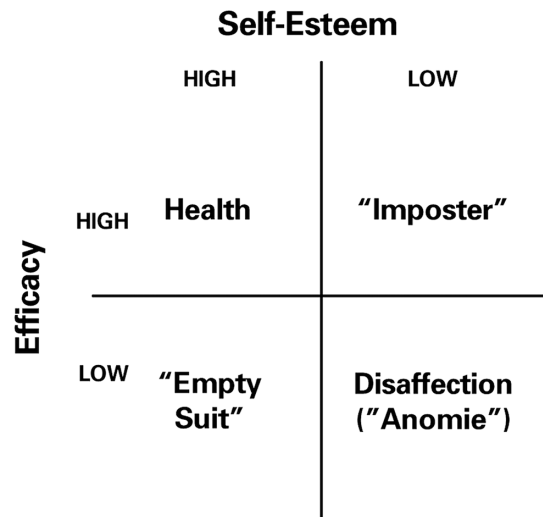 Self-Esteem
HIGH LOW
Health “Imposter”
HIGH
Efficacy
LOW
“Empty Disaffection
Suit” (”Anomie”)